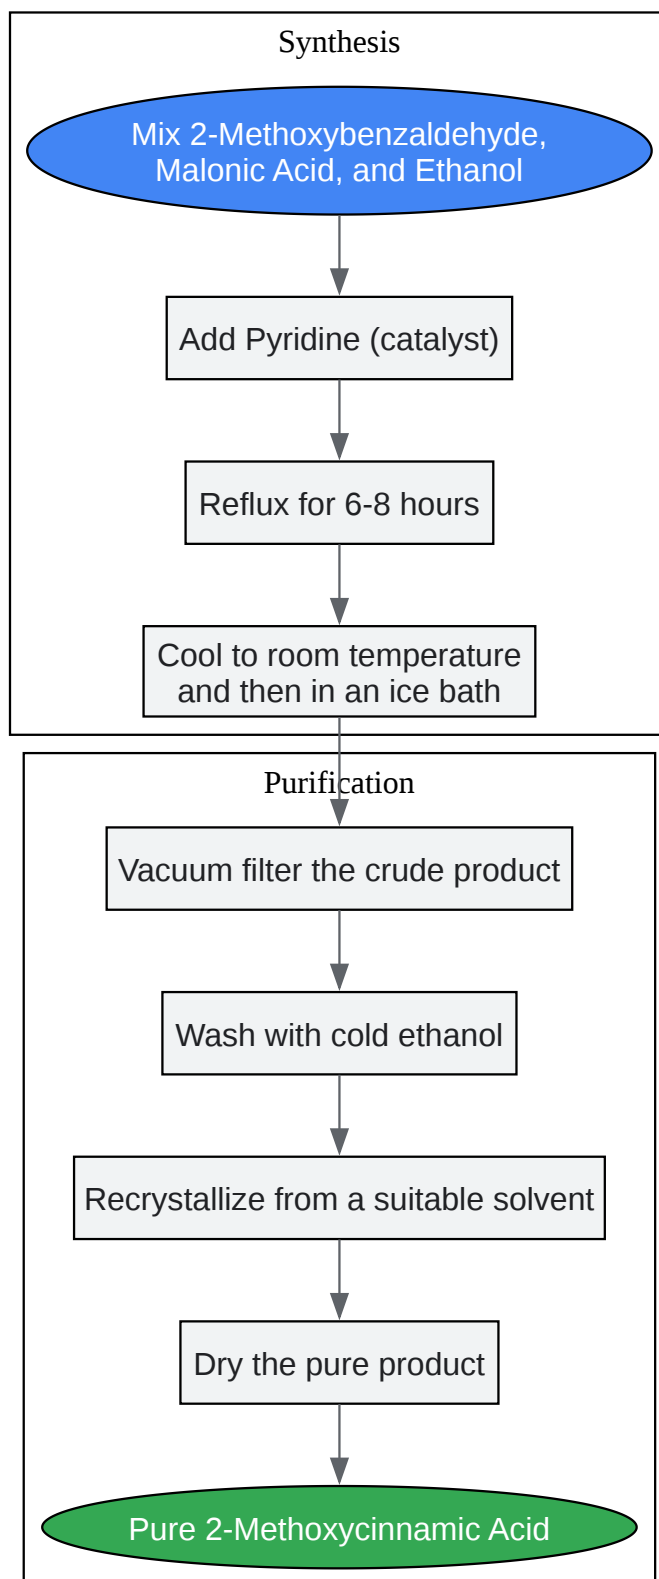 Synthesis
Mix 2-Methoxybenzaldehyde,
Malonic Acid, and Ethanol
Add Pyridine (catalyst)
Reflux for 6-8 hours
Cool to room temperature
and then in an ice bath
Purification
Vacuum filter the crude product
Wash with cold ethanol
Recrystallize from a suitable solvent
Dry the pure product
Pure 2-Methoxycinnamic Acid